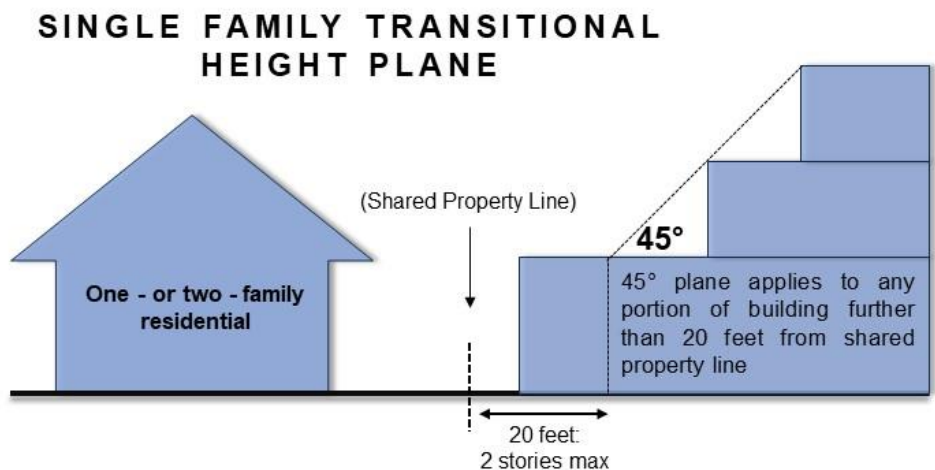 SINGLE FAMILY TRANSITIONAL
HEIGHT PLANE
(Shared Property Line)
45°
One - or two - family
residential
45° plane applies to any
portion of building further
than 20 feet from shared
property line
20 feet:
2 stories max